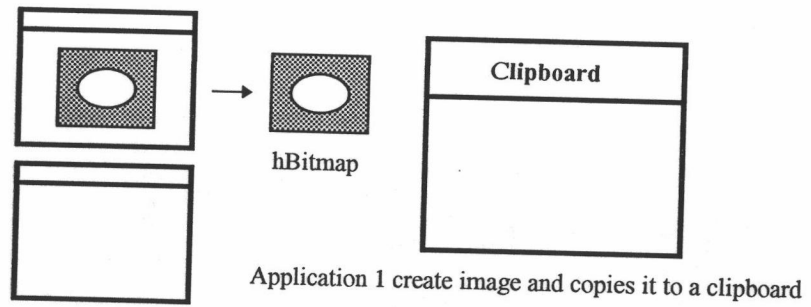 Clipboard
hBitmap
Application 1 create image and copies it to a clipboard